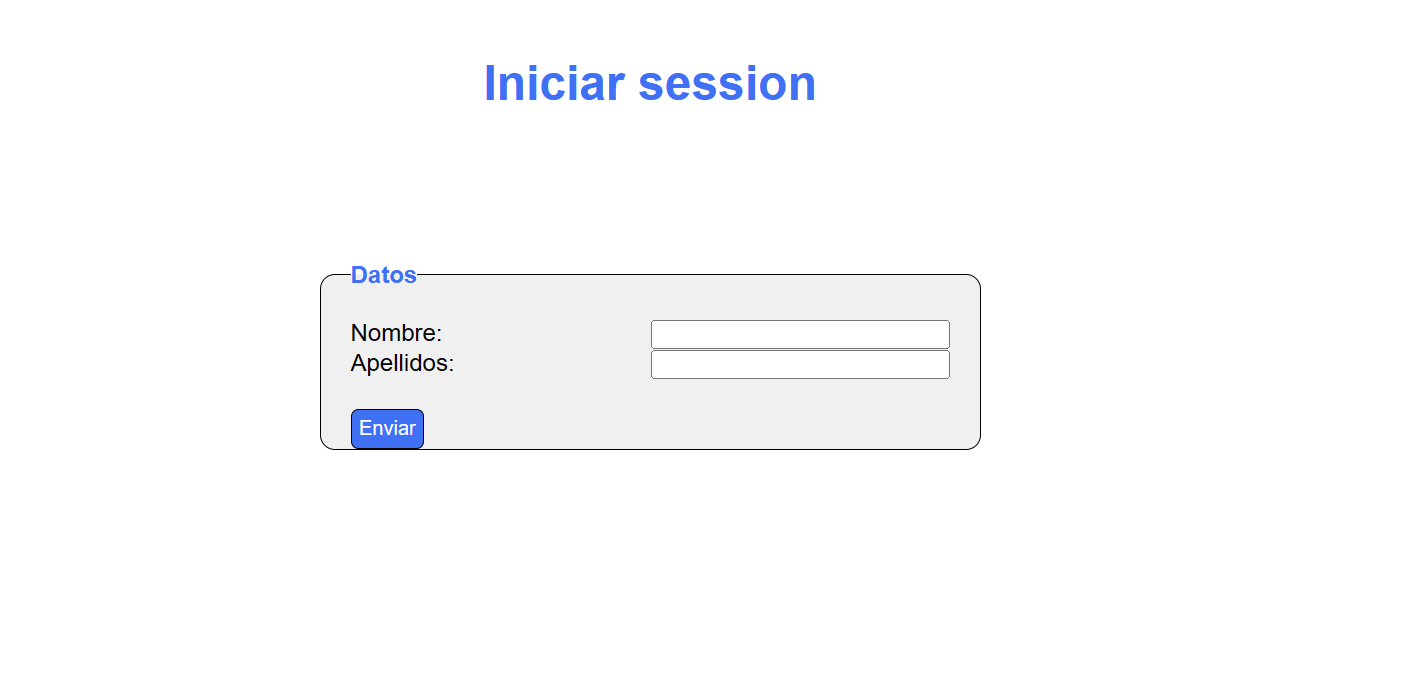 Iniciar session
Datos
Nombre:
Apellidos:
Enviar